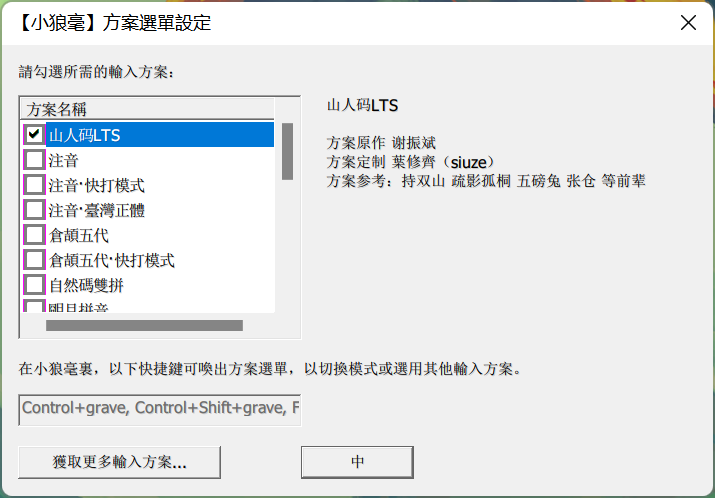 【小狼毫】方案選單設定
請勾選所需的輸入方案：
方案名稱
山人码LTS
注音
注音·快打模式
注音·臺灣正體
倉頡五代
倉頡五代·快打模式
自然碼雙拼
明月拼音
山人码LTS
方案原作 谢振斌
方案定制 葉修齊（siuze）
方案参考：持双山 疏影孤桐 五磅兔 张仓 等前辈
在小狼毫裏，以下快捷鍵可喚出方案選單，以切換模式或選用其他輸入方案。
Control+grave, Control+Shift+grave, F
獲取更多輸入方案...
中